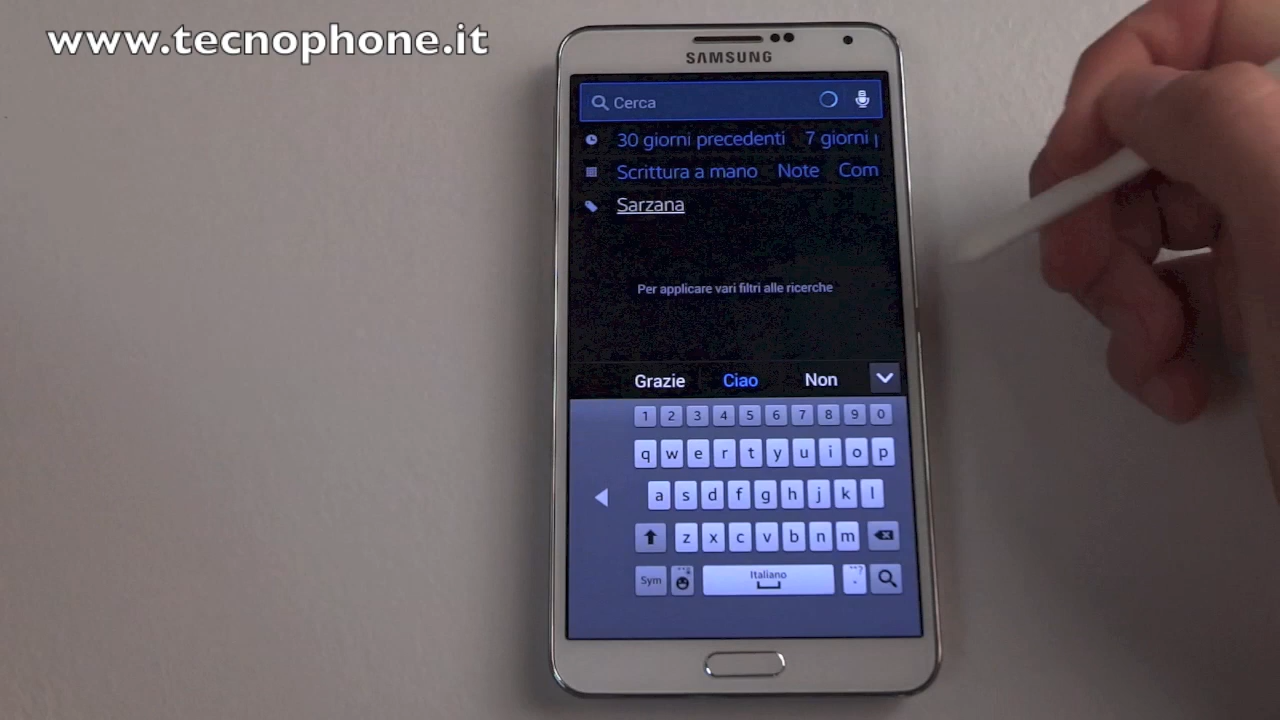 www.tecnophone.it
SAMSUNG
Cerca
30 giorni precedenti 7 giorni
Scrittura a mano Note Com
Sarzana
Per applicare vari filtri alle ricerche
Grazie Ciao Non
1 2 3 4 5 6 7 8 9 0
q w e r t y u i o p
a s d f g h j k l
z x c v b n m
Sym Italiano . ?